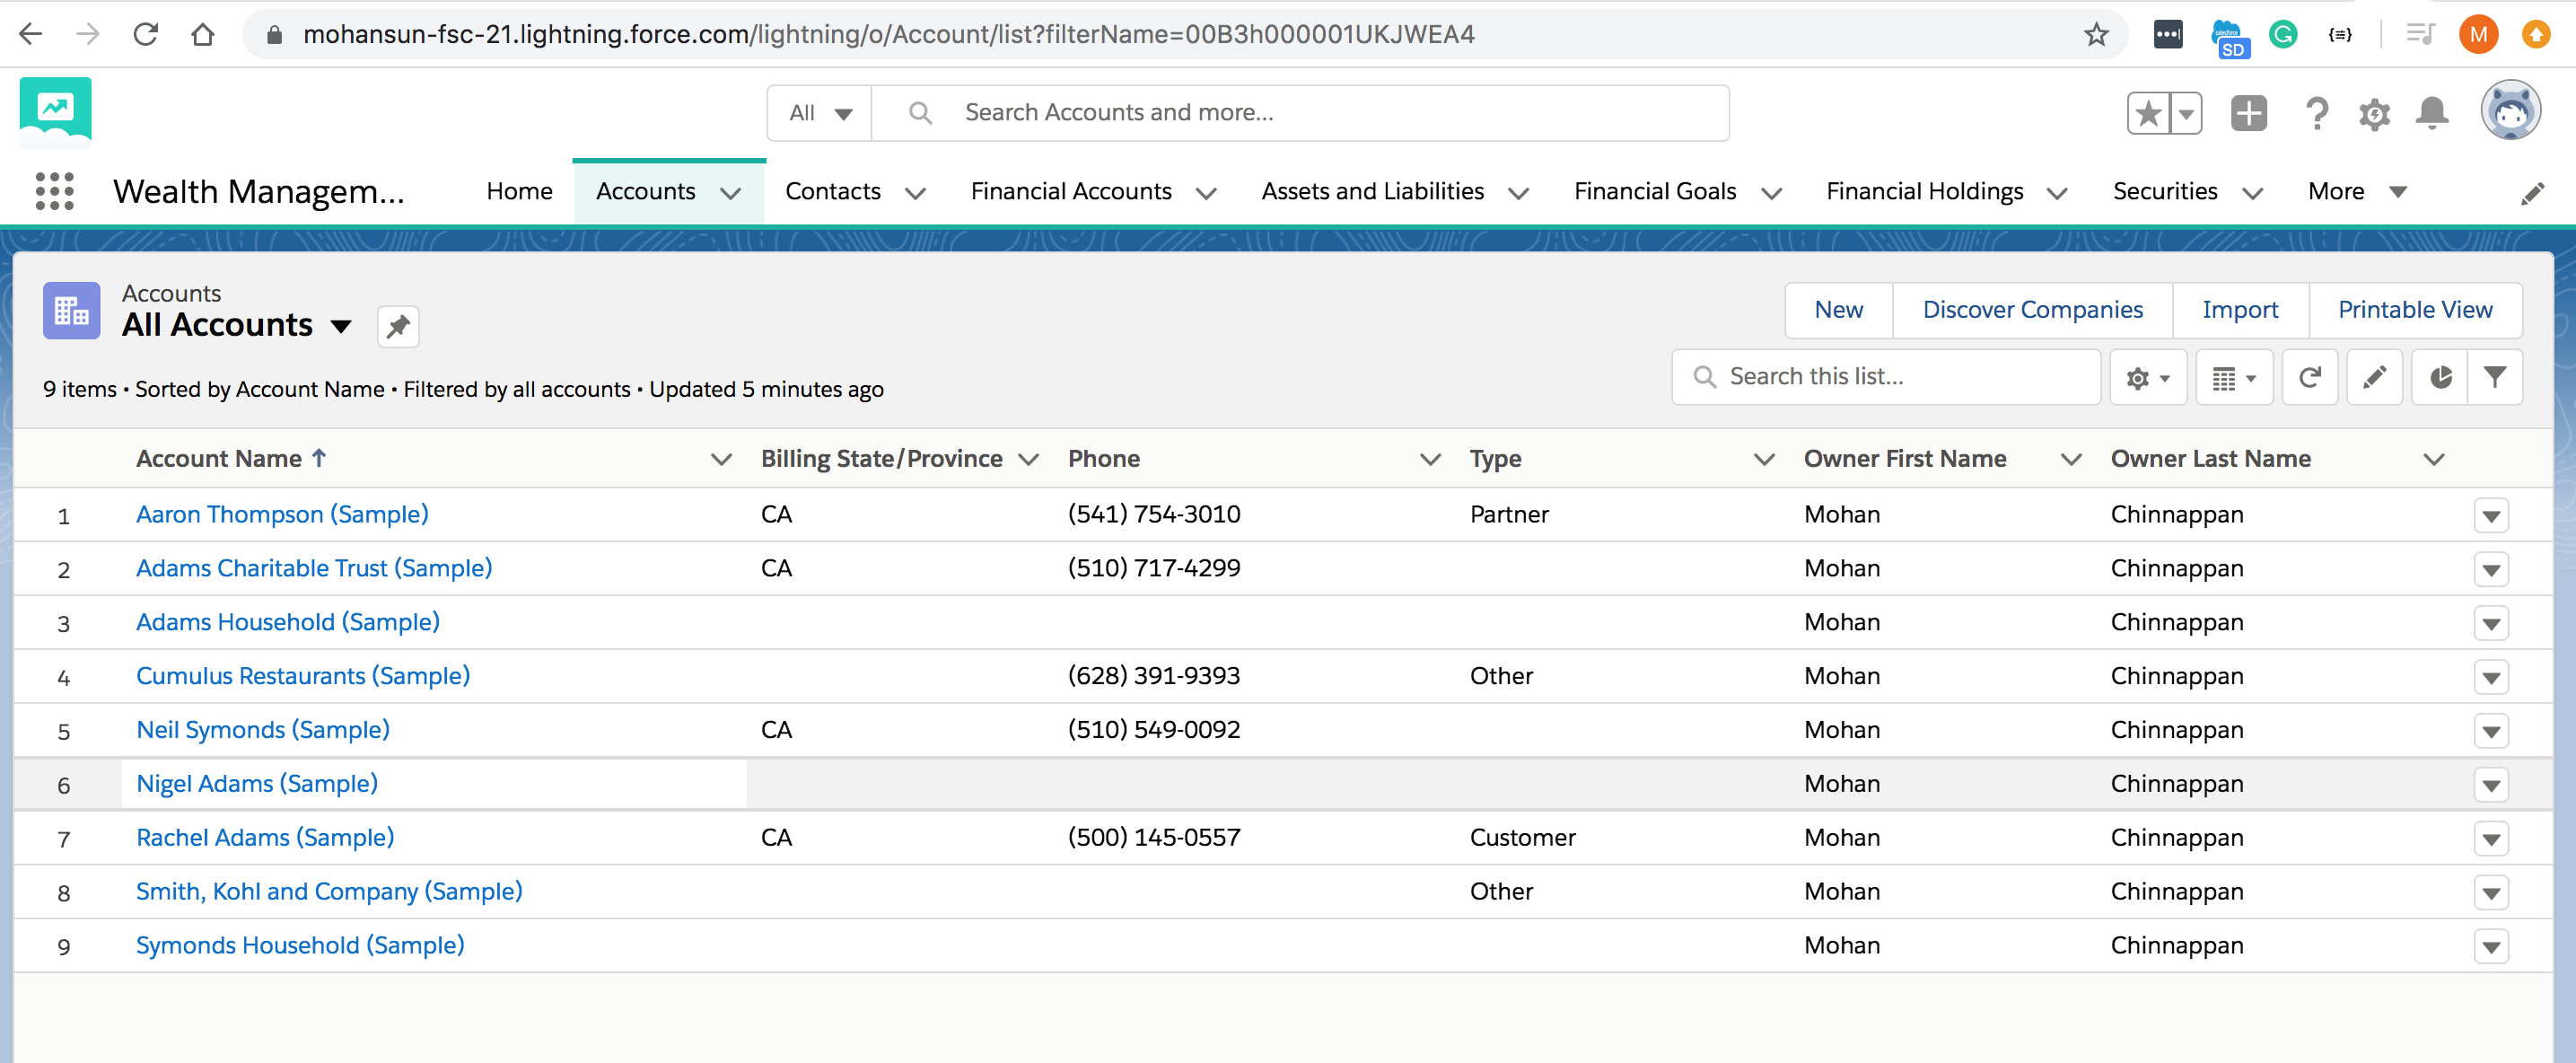 mohansun-fsc-21.lightning.force.com/lightning/o/Account/list?filterName=00B3h000001UKJWEA4
salesforce
SD
G
M
All
Search Accounts and more...
Wealth Managem...
Home
Accounts
Contacts
Financial Accounts
Assets and Liabilities
Financial Goals
Financial Holdings
Securities
More
Accounts
All Accounts
New
Discover Companies
Import
Printable View
9 items • Sorted by Account Name • Filtered by all accounts • Updated 5 minutes ago
Search this list...
Account Name Billing State/Province Phone Type Owner First Name Owner Last Name
1 Aaron Thompson (Sample) CA (541) 754-3010 Partner Mohan Chinnappan
2 Adams Charitable Trust (Sample) CA (510) 717-4299 Mohan Chinnappan
3 Adams Household (Sample) Mohan Chinnappan
4 Cumulus Restaurants (Sample) (628) 391-9393 Other Mohan Chinnappan
5 Neil Symonds (Sample) CA (510) 549-0092 Mohan Chinnappan
6 Nigel Adams (Sample) Mohan Chinnappan
7 Rachel Adams (Sample) CA (500) 145-0557 Customer Mohan Chinnappan
8 Smith, Kohl and Company (Sample) Other Mohan Chinnappan
9 Symonds Household (Sample) Mohan Chinnappan